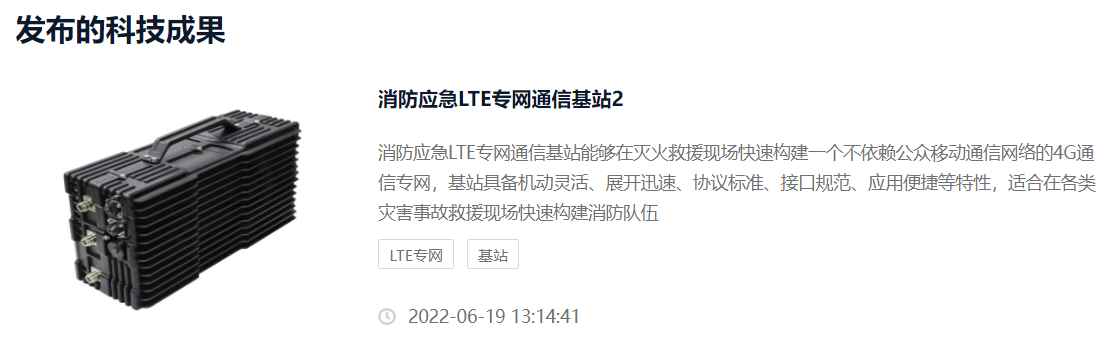 发布的科技成果
消防应急LTE专网通信基站2
消防应急LTE专网通信基站能够在灭火救援现场快速构建一个不依赖公众移动通信网络的4G通
信专网，基站具备机动灵活、展开迅速、协议标准、接口规范、应用便捷等特性，适合在各类
灾害事故救援现场快速构建消防队伍
LTE专网 基站
2022-06-19 13:14:41